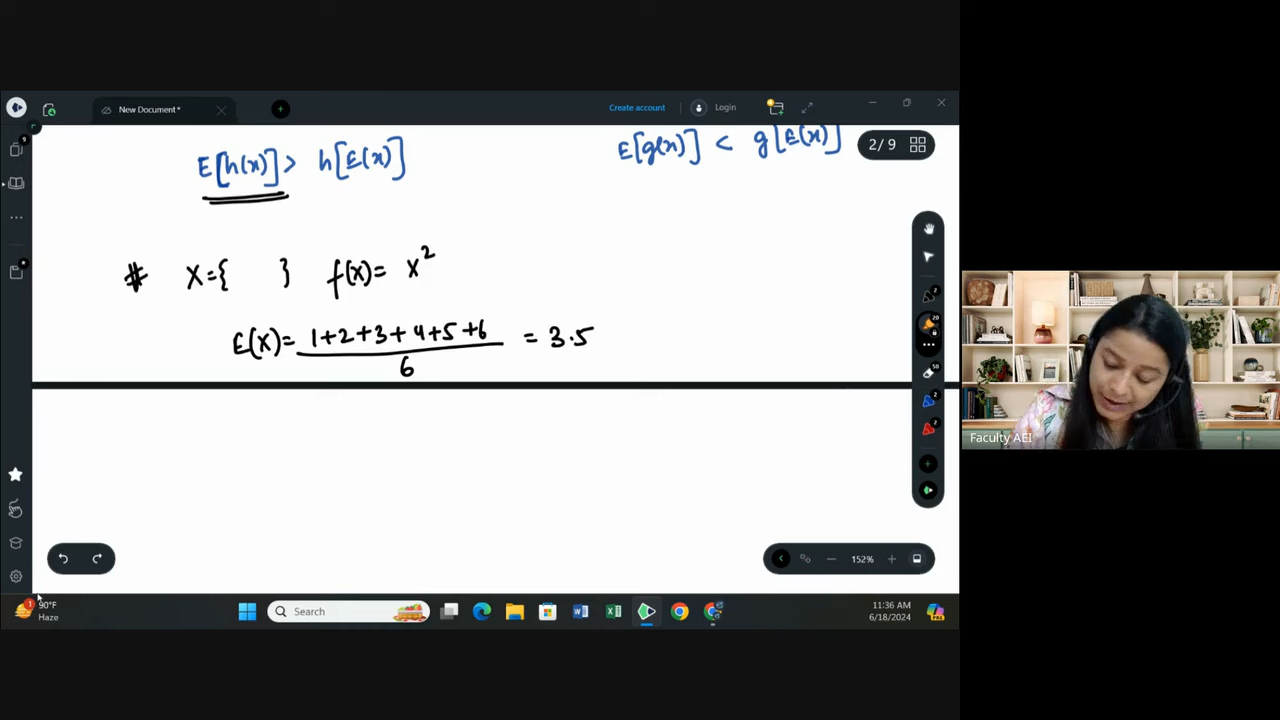 New Document*
Create account
Login
2/9
E[h(x)] > h[E(x)]
E[g(x)] < g[E(x)]
# X={ } f(x)= x²
E(X)= 1+2+3+4+5+6 / 6 = 3.5
Faculty AEI
152%
90°F
Haze
Search
11:36 AM
6/18/2024